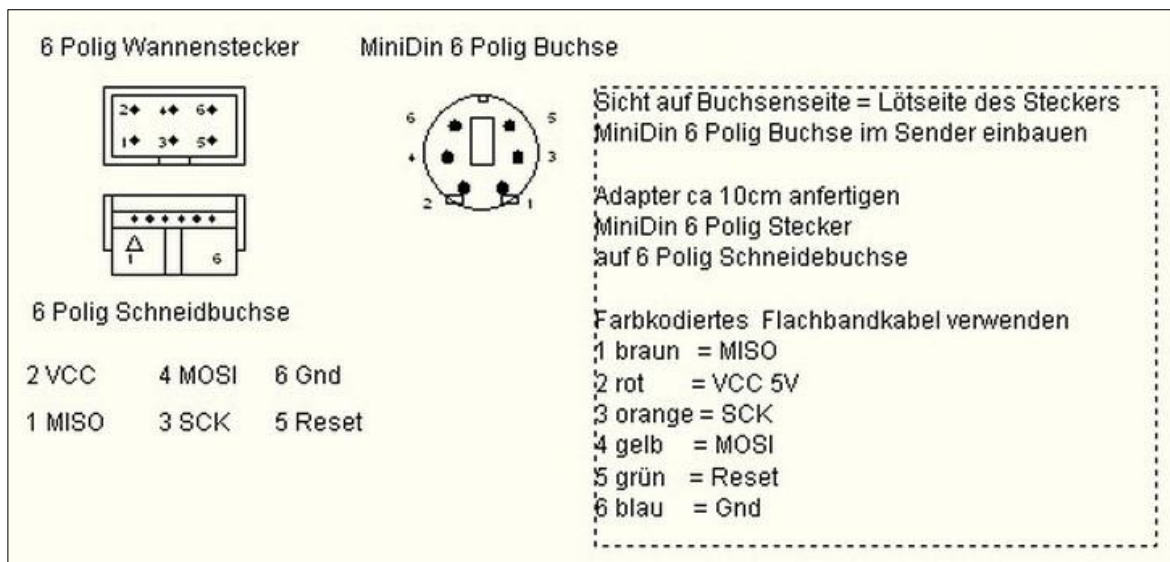 6 Polig Wannenstecker
MiniDin 6 Polig Buchse
2 4 6
1 3 5
6 5
4 3
2 1
1 6
6 Polig Schneidbuchse
2 VCC 4 MOSI 6 Gnd
1 MISO 3 SCK 5 Reset
Sicht auf Buchsenseite = Lötseite des Steckers
MiniDin 6 Polig Buchse im Sender einbauen
Adapter ca 10cm anfertigen
MiniDin 6 Polig Stecker
auf 6 Polig Schneidebuchse
Farbkodiertes Flachbandkabel verwenden
1 braun = MISO
2 rot = VCC 5V
3 orange = SCK
4 gelb = MOSI
5 grün = Reset
6 blau = Gnd